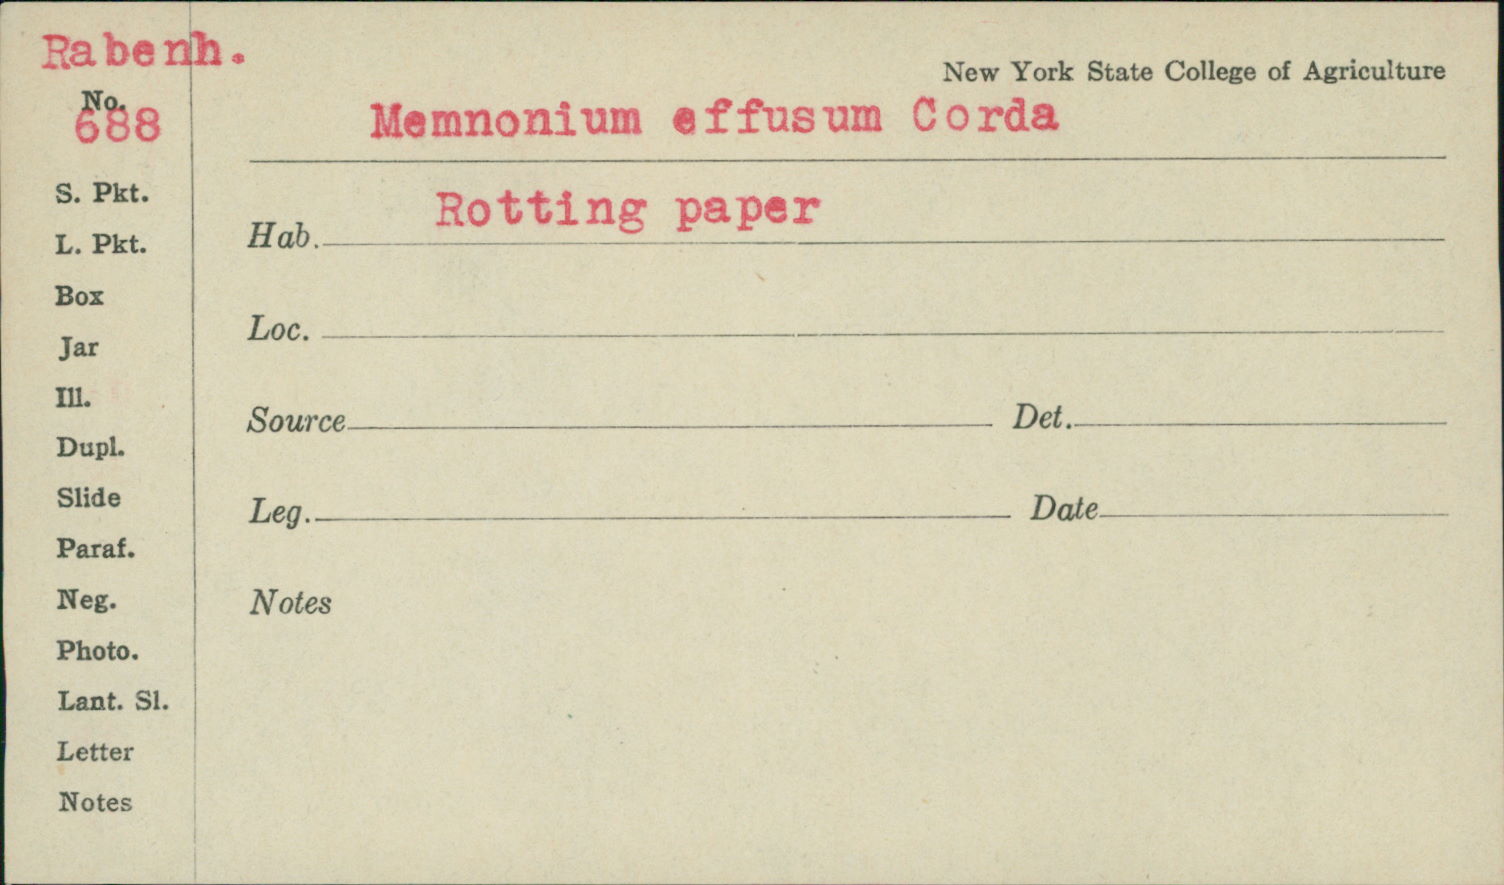 Rabenh.
New York State College of Agriculture
No.
688
Memnonium effusum Corda
S. Pkt.
Hab. Rotting paper
L. Pkt.
Box
Loc.
Jar
Ill.
Source Det.
Dupl.
Slide
Leg. Date
Paraf.
Neg.
Notes
Photo.
Lant. Sl.
Letter
Notes